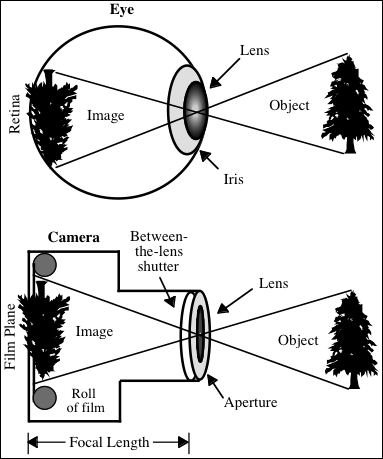 Eye
Lens
Retina
Image
Object
Iris
Camera
Between-
the-lens
shutter
Lens
Film Plane
Image
Object
Roll
of film
Aperture
Focal Length